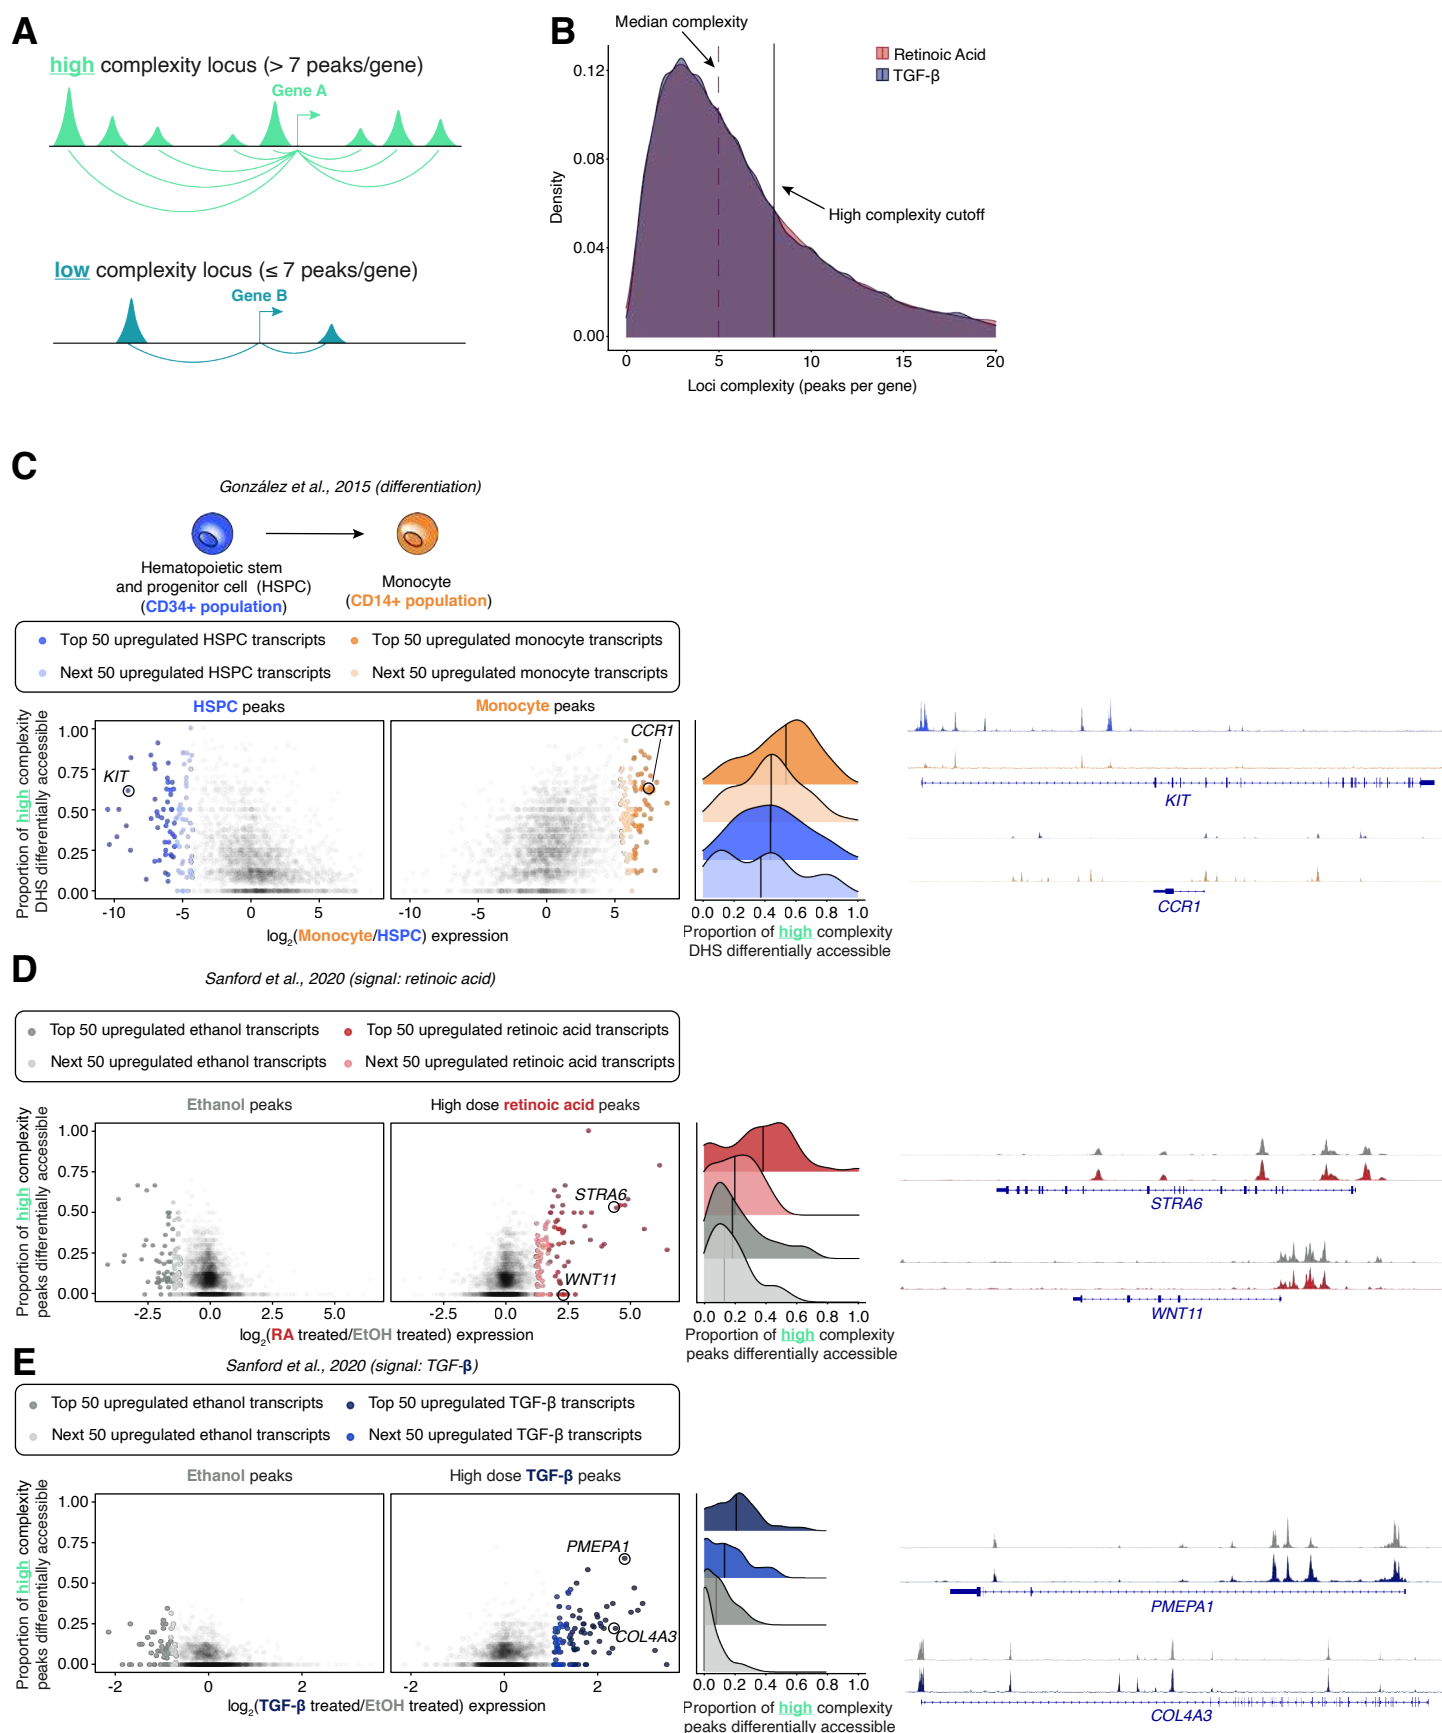 A
high complexity locus (> 7 peaks/gene)
Gene A
low complexity locus (≤ 7 peaks/gene)
Gene B
B
Median complexity
Retinoic Acid
TGF-β
High complexity cutoff
Density
0.12
0.08
0.04
0.00
0 5 10 15 20
Loci complexity (peaks per gene)
C
González et al., 2015 (differentiation)
Hematopoietic stem
and progenitor cell (HSPC)
(CD34+ population)
Monocyte
(CD14+ population)
Top 50 upregulated HSPC transcripts
Top 50 upregulated monocyte transcripts
Next 50 upregulated HSPC transcripts
Next 50 upregulated monocyte transcripts
HSPC peaks
Monocyte peaks
Proportion of high complexity
DHS differentially accessible
1.00
0.75
0.50
0.25
0.00
KIT
CCR1
-10 -5 0 5
-10 -5 0 5
log2(Monocyte/HSPC) expression
0.0 0.2 0.4 0.6 0.8 1.0
Proportion of high complexity
DHS differentially accessible
KIT
CCR1
D
Sanford et al., 2020 (signal: retinoic acid)
Top 50 upregulated ethanol transcripts
Top 50 upregulated retinoic acid transcripts
Next 50 upregulated ethanol transcripts
Next 50 upregulated retinoic acid transcripts
Ethanol peaks
High dose retinoic acid peaks
Proportion of high complexity
peaks differentially accessible
1.00
0.75
0.50
0.25
0.00
STRA6
WNT11
-2.5 0.0 2.5 5.0
-2.5 0.0 2.5 5.0
log2(RA treated/EtOH treated) expression
0.0 0.2 0.4 0.6 0.8 1.0
Proportion of high complexity
peaks differentially accessible
STRA6
WNT11
E
Sanford et al., 2020 (signal: TGF-β)
Top 50 upregulated ethanol transcripts
Top 50 upregulated TGF-β transcripts
Next 50 upregulated ethanol transcripts
Next 50 upregulated TGF-β transcripts
Ethanol peaks
High dose TGF-β peaks
Proportion of high complexity
peaks differentially accessible
1.00
0.75
0.50
0.25
0.00
PMEPA1
COL4A3
-2 0 2
-2 0 2
log2(TGF-β treated/EtOH treated) expression
0.0 0.2 0.4 0.6 0.8 1.0
Proportion of high complexity
peaks differentially accessible
PMEPA1
COL4A3